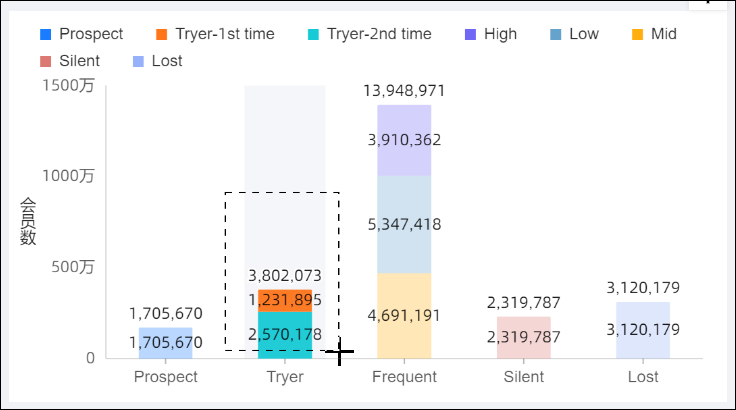 Prospect Tryer-1st time Tryer-2nd time High Low Mid
Silent Lost
1500万
13,948,971
3,910,362
1000万
会员数
5,347,418
500万
3,802,073
1,231,895
2,570,178
4,691,191
1,705,670
1,705,670
2,319,787
2,319,787
3,120,179
3,120,179
0
Prospect Tryer Frequent Silent Lost